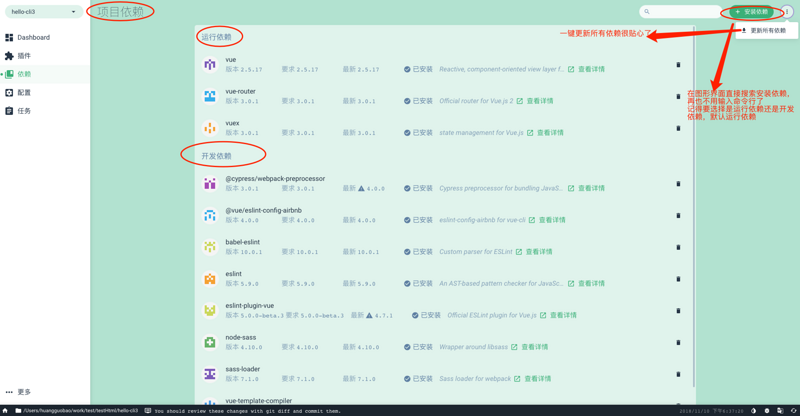 hello-cli3
项目依赖
安装依赖
更新所有依赖
Dashboard
插件
依赖
配置
任务
更多
一键更新所有依赖很贴心了
在图形界面直接搜索安装依赖，
再也不用输入命令行了
记得要选择是运行依赖还是开发
依赖，默认运行依赖
运行依赖
vue
版本 2.5.17 要求 2.5.17 最新 2.5.17 已安装 Reactive, component-oriented view layer f... 查看详情
vue-router
版本 3.0.1 要求 3.0.1 最新 3.0.1 已安装 Official router for Vue.js 2 查看详情
vuex
版本 3.0.1 要求 3.0.1 最新 3.0.1 已安装 state management for Vue.js 查看详情
开发依赖
@cypress/webpack-preprocessor
版本 3.0.1 要求 3.0.1 最新 4.0.0 已安装 Cypress preprocessor for bundling JavaS... 查看详情
@vue/eslint-config-airbnb
版本 4.0.0 要求 4.0.0 最新 4.0.0 已安装 eslint-config-airbnb for vue-cli 查看详情
babel-eslint
版本 10.0.1 要求 10.0.1 最新 10.0.1 已安装 Custom parser for ESLint 查看详情
eslint
版本 5.9.0 要求 5.9.0 最新 5.9.0 已安装 An AST-based pattern checker for JavaSc... 查看详情
eslint-plugin-vue
版本 5.0.0-beta.3 要求 5.0.0-beta.3 最新 4.7.1 已安装 Official ESLint plugin for Vue.js 查看详情
node-sass
版本 4.10.0 要求 4.10.0 最新 4.10.0 已安装 Wrapper around libsass 查看详情
sass-loader
版本 7.1.0 要求 7.1.0 最新 7.1.0 已安装 Sass loader for webpack 查看详情
vue-template-compiler
/Users/huangguobao/work/test/testHtml/hello-cli3 You should review these changes with git diff and commit them.